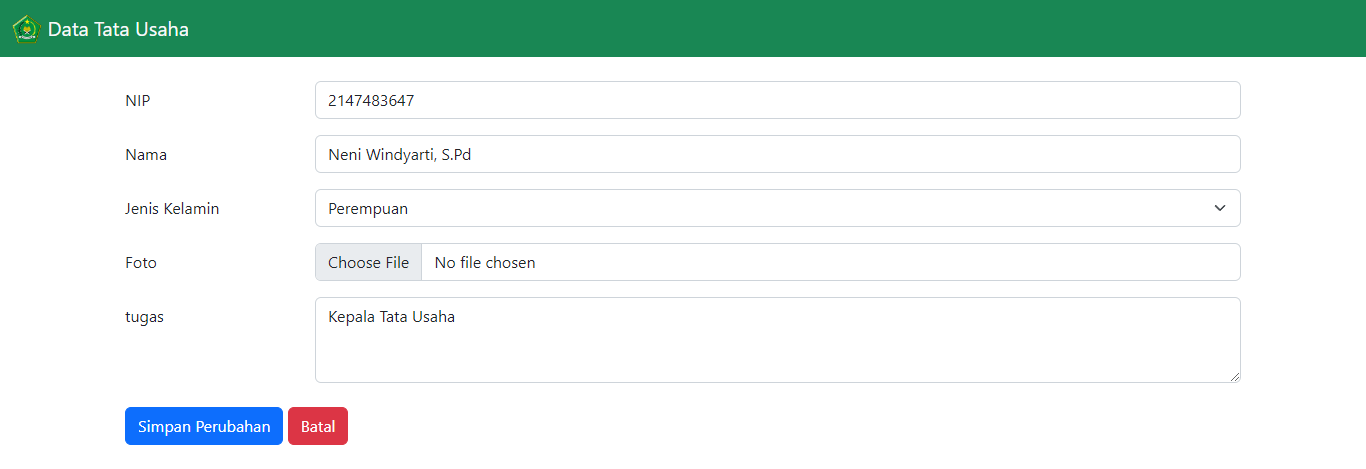 Data Tata Usaha
NIP
2147483647
Nama
Neni Windyarti, S.Pd
Jenis Kelamin
Perempuan
Foto
Choose File No file chosen
tugas
Kepala Tata Usaha
Simpan Perubahan
Batal